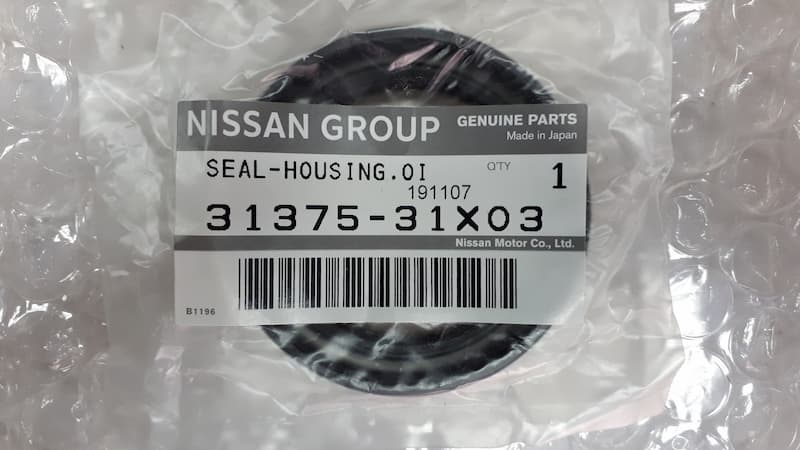 NISSAN GROUP GENUINE PARTS
Made in Japan
SEAL-HOUSING.OI Q'TY 1
191107
31375-31X03
Nissan Motor Co., Ltd.
B1196